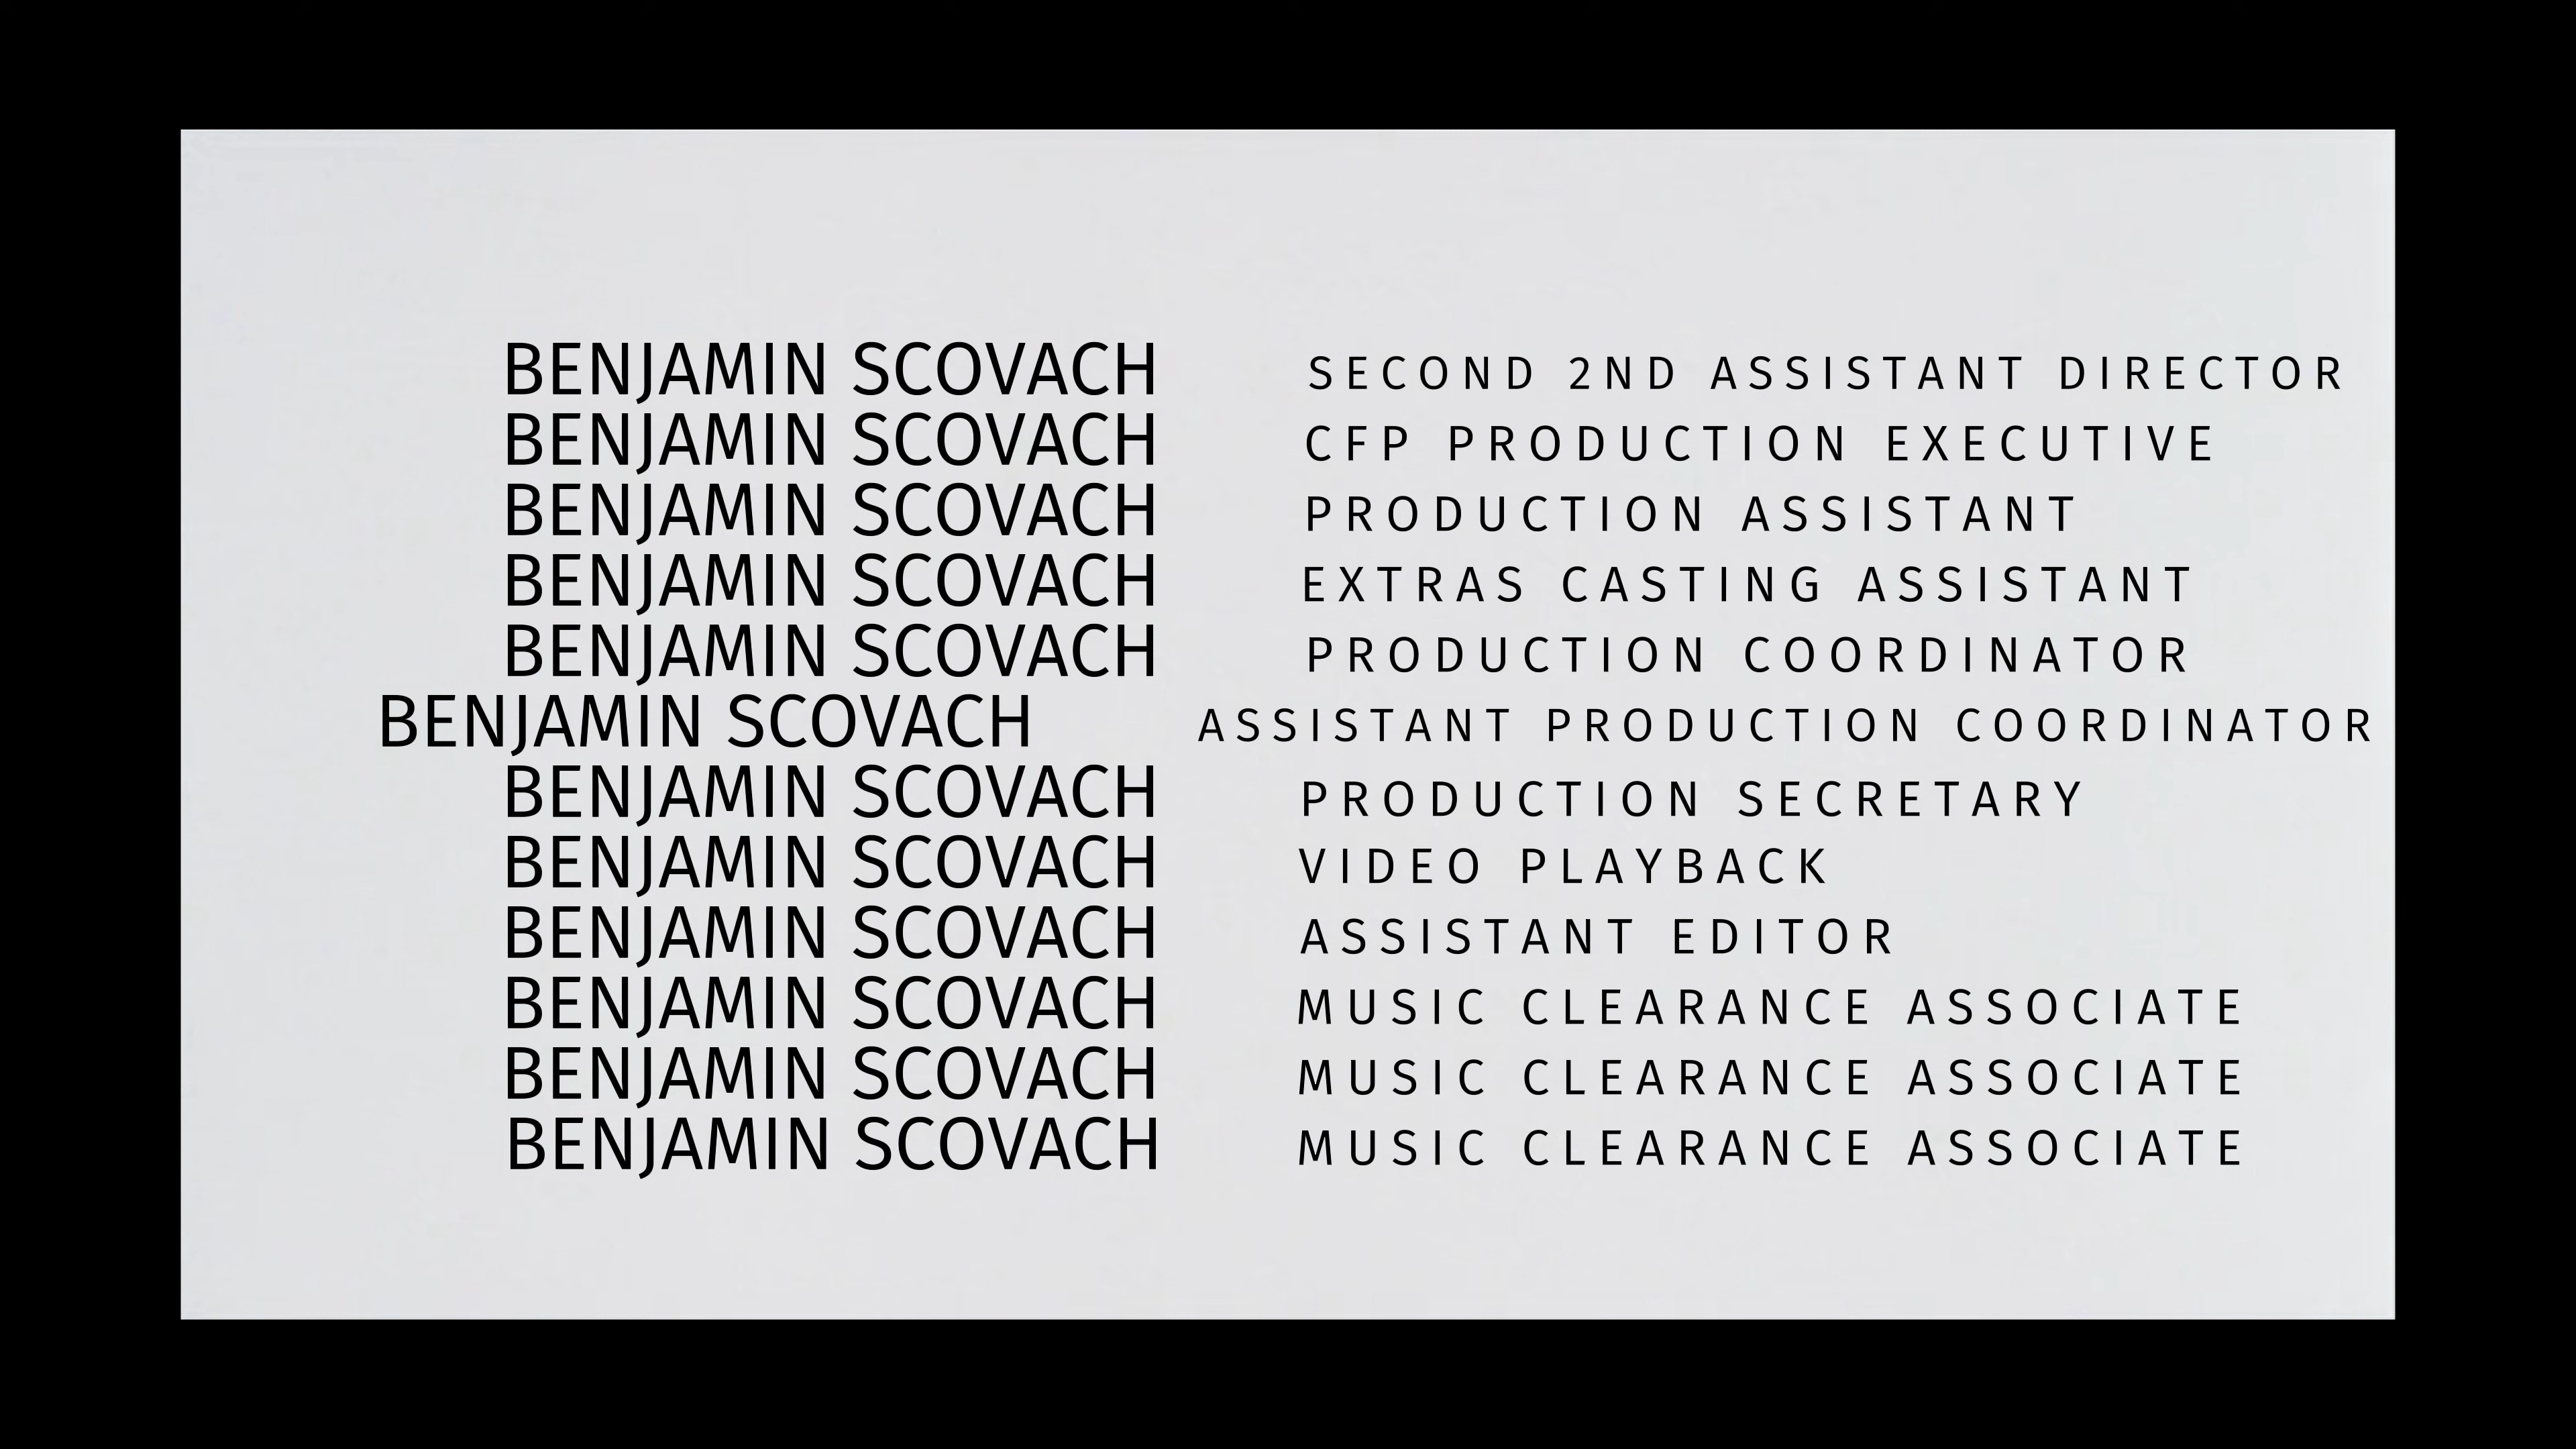 BENJAMIN SCOVACH SECOND 2ND ASSISTANT DIRECTOR
BENJAMIN SCOVACH CFP PRODUCTION EXECUTIVE
BENJAMIN SCOVACH PRODUCTION ASSISTANT
BENJAMIN SCOVACH EXTRAS CASTING ASSISTANT
BENJAMIN SCOVACH PRODUCTION COORDINATOR
BENJAMIN SCOVACH ASSISTANT PRODUCTION COORDINATOR
BENJAMIN SCOVACH PRODUCTION SECRETARY
BENJAMIN SCOVACH VIDEO PLAYBACK
BENJAMIN SCOVACH ASSISTANT EDITOR
BENJAMIN SCOVACH MUSIC CLEARANCE ASSOCIATE
BENJAMIN SCOVACH MUSIC CLEARANCE ASSOCIATE
BENJAMIN SCOVACH MUSIC CLEARANCE ASSOCIATE